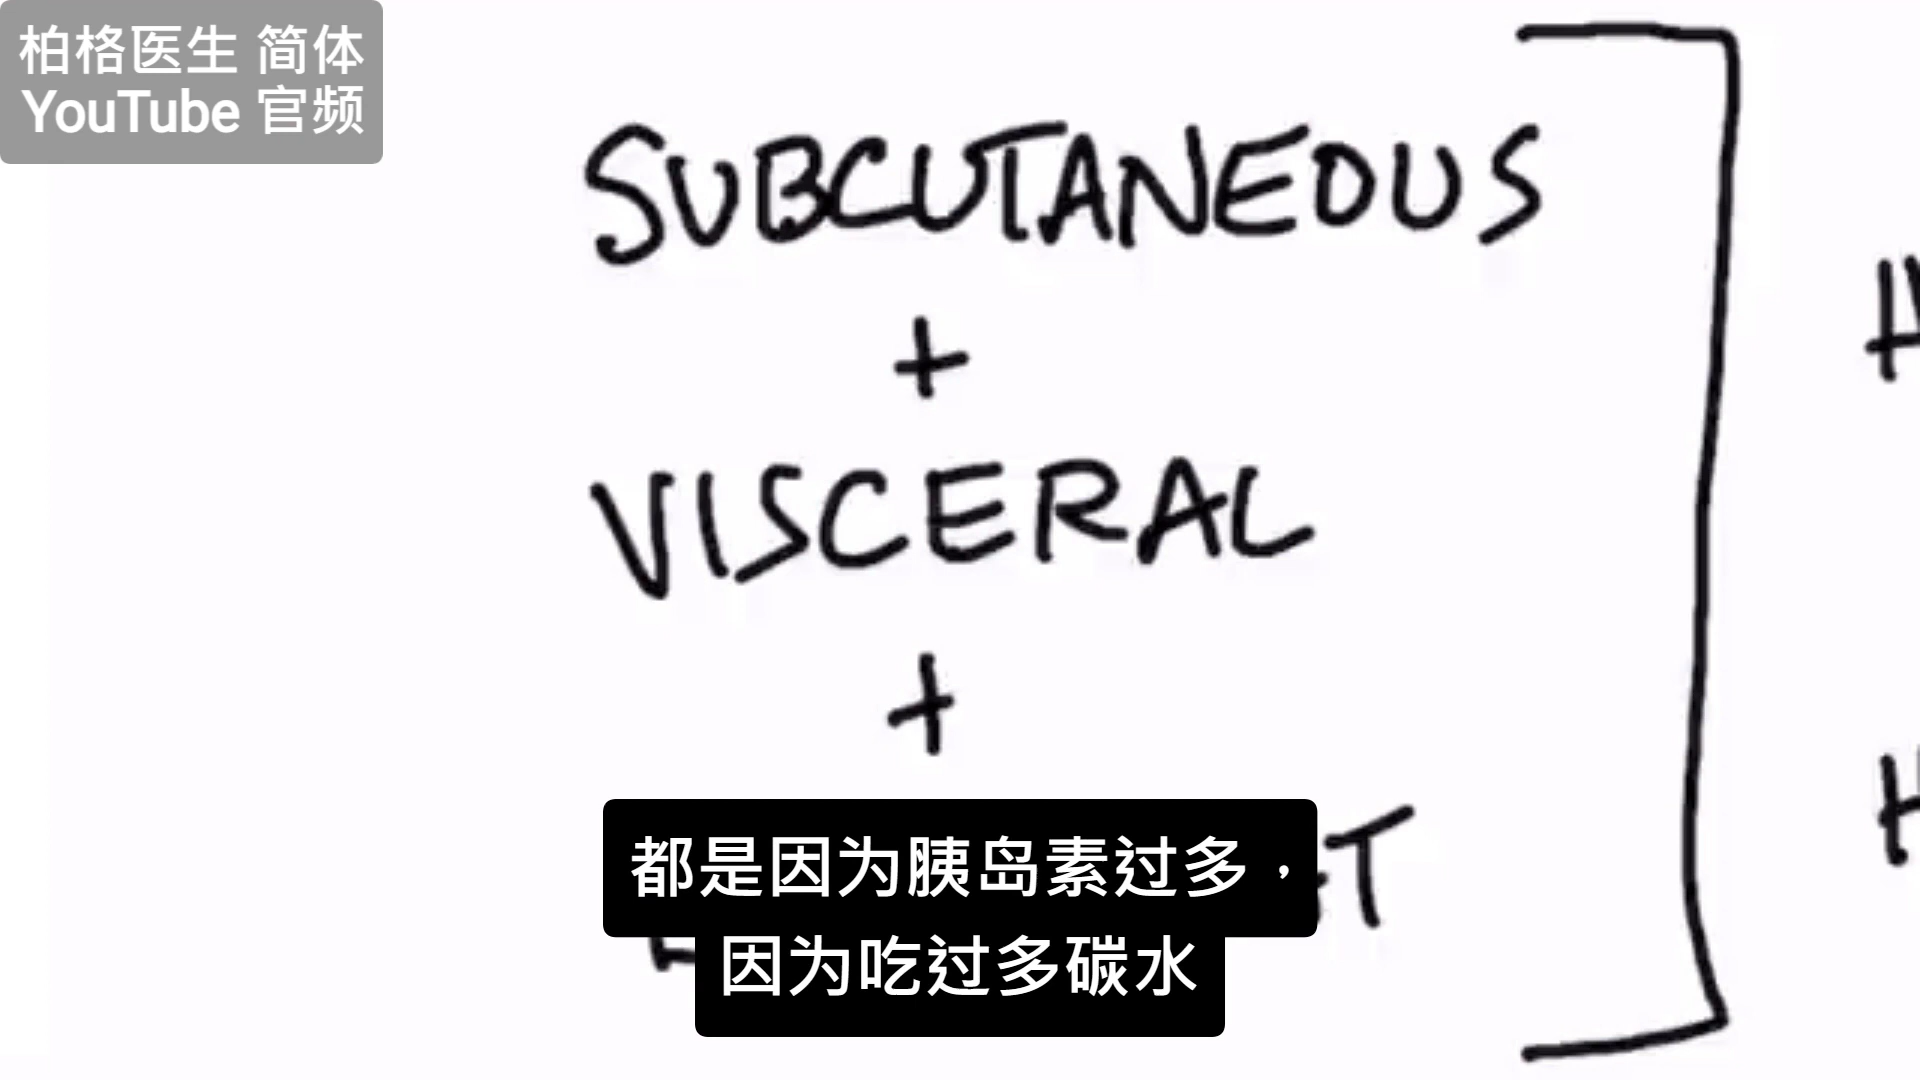 柏格医生 简体
YouTube 官频
SUBCUTANEOUS
+
VISCERAL
+
都是因为胰岛素过多，
因为吃过多碳水